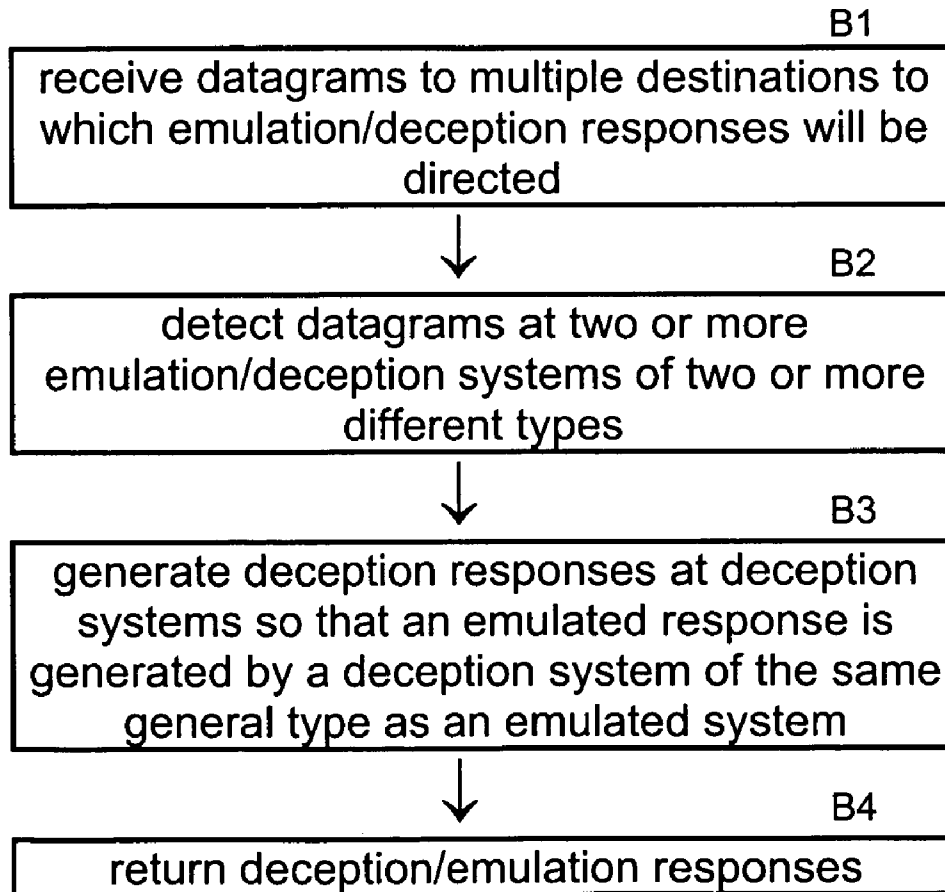 B1
receive datagrams to multiple destinations to
which emulation/deception responses will be
directed
B2
detect datagrams at two or more
emulation/deception systems of two or more
different types
B3
generate deception responses at deception
systems so that an emulated response is
generated by a deception system of the same
general type as an emulated system
B4
return deception/emulation responses